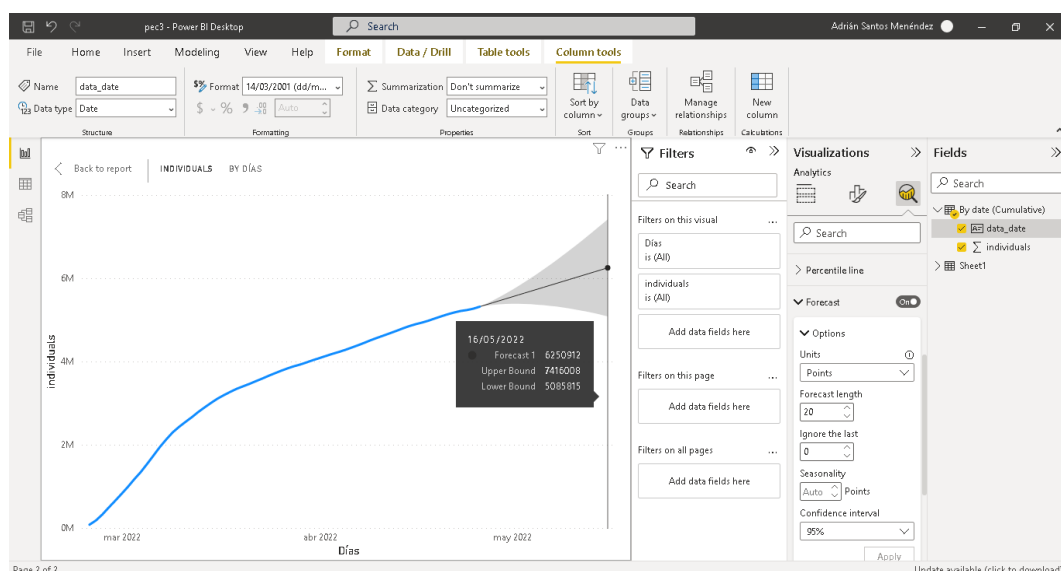 pec3 - Power BI Desktop
Search
Adrián Santos Menéndez
File Home Insert Modeling View Help Format Data / Drill Table tools Column tools
Name data_date
Data type Date
Structure
Format 14/03/2001 (dd/m...
$ % Auto
Formatting
Summarization Don't summarize
Data category Uncategorized
Properties
Sort by
column
Sort
Data
groups
Groups
Manage
relationships
Relationships
New
column
Calculations
Back to report INDIVIDUALS BY DÍAS
8M
6M
4M
2M
0M
individuals
mar 2022 abr 2022 may 2022
Días
16/05/2022
Forecast 1 6250912
Upper Bound 7416008
Lower Bound 5085815
Filters
Search
Filters on this visual ...
Días
is (All)
individuals
is (All)
Add data fields here
Filters on this page ...
Add data fields here
Filters on all pages ...
Add data fields here
Visualizations
Analytics
Search
Percentile line
Forecast On
Options
Units
Points
Forecast length
20
Ignore the last
0
Seasonality
Auto Points
Confidence interval
95%
Apply
Fields
Search
By date (Cumulative)
data_date
individuals
Sheet1
Page 2 of 2
Update available (click to download)